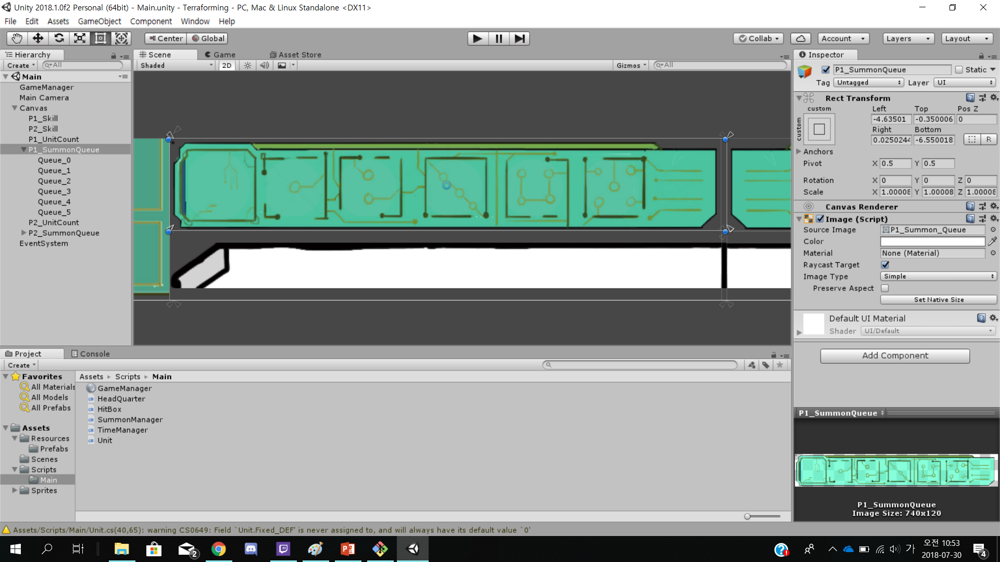 Unity 2018.1.0f2 Personal (64bit) - Main.unity - Terraforming - PC, Mac & Linux Standalone <DX11>
File Edit Assets GameObject Component Window Help
Center Global Collab Account Layers Layout
Hierarchy
Create All
Main
GameManager
Main Camera
Canvas
P1_Skill
P2_Skill
P1_UnitCount
P1_SummonQueue
Queue_0
Queue_1
Queue_2
Queue_3
Queue_4
Queue_5
P2_UnitCount
P2_SummonQueue
EventSystem
Scene Game Asset Store
Shaded 2D Gizmos All
Inspector
P1_SummonQueue Static
Tag Untagged Layer UI
Rect Transform
custom Left Top Pos Z
custom -4.63501 -0.350006 0
Right Bottom
0.0250244 -6.550018 R
Anchors
Pivot X 0.5 Y 0.5
Rotation X 0 Y 0 Z 0
Scale X 1.00008 Y 1.00008 Z 1.00008
Canvas Renderer
Image (Script)
Source Image P1_Summon_Queue
Color
Material None (Material)
Raycast Target
Image Type Simple
Preserve Aspect
Set Native Size
Default UI Material
Shader UI/Default
Add Component
P1_SummonQueue
P1_SummonQueue
Image Size: 740x120
Project Console
Create
Favorites
All Materials
All Models
All Prefabs
Assets
Resources
Prefabs
Scenes
Scripts
Main
Sprites
Assets Scripts Main
GameManager
HeadQuarter
HitBox
SummonManager
TimeManager
Unit
Assets/Scripts/Main/Unit.cs(40,65): warning CS0649: Field `Unit.Fixed_DEF' is never assigned to, and will always have its default value `0'
2
가
오전 10:53
2018-07-30
4